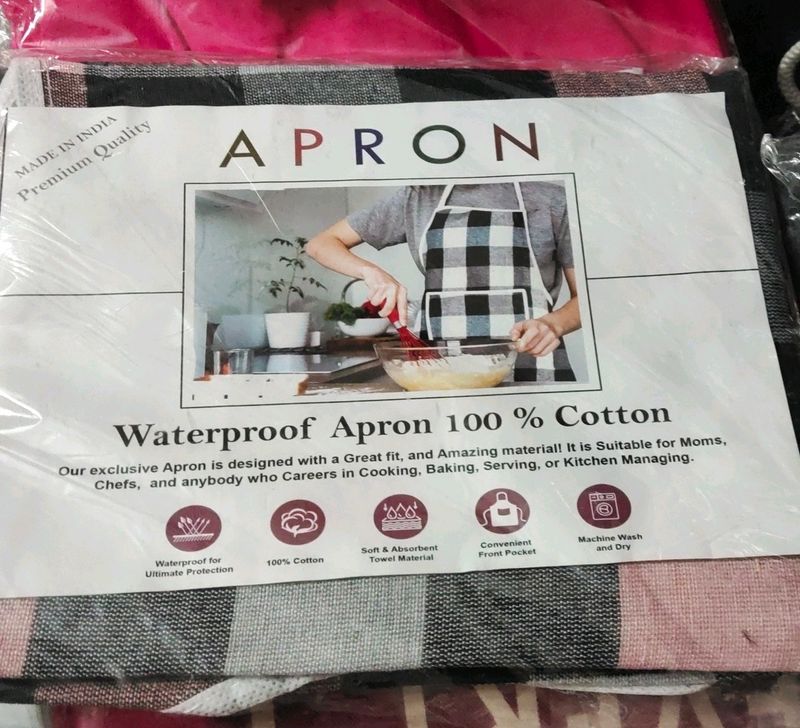 MADE IN INDIA
Premium Quality
APRON
Waterproof Apron 100 % Cotton
Our exclusive Apron is designed with a Great fit, and Amazing material! It is Suitable for Moms,
Chefs, and anybody who Careers in Cooking, Baking, Serving, or Kitchen Managing.
Waterproof for
Ultimate Protection
100% Cotton
Soft & Absorbent
Towel Material
Convenient
Front Pocket
Machine Wash
and Dry